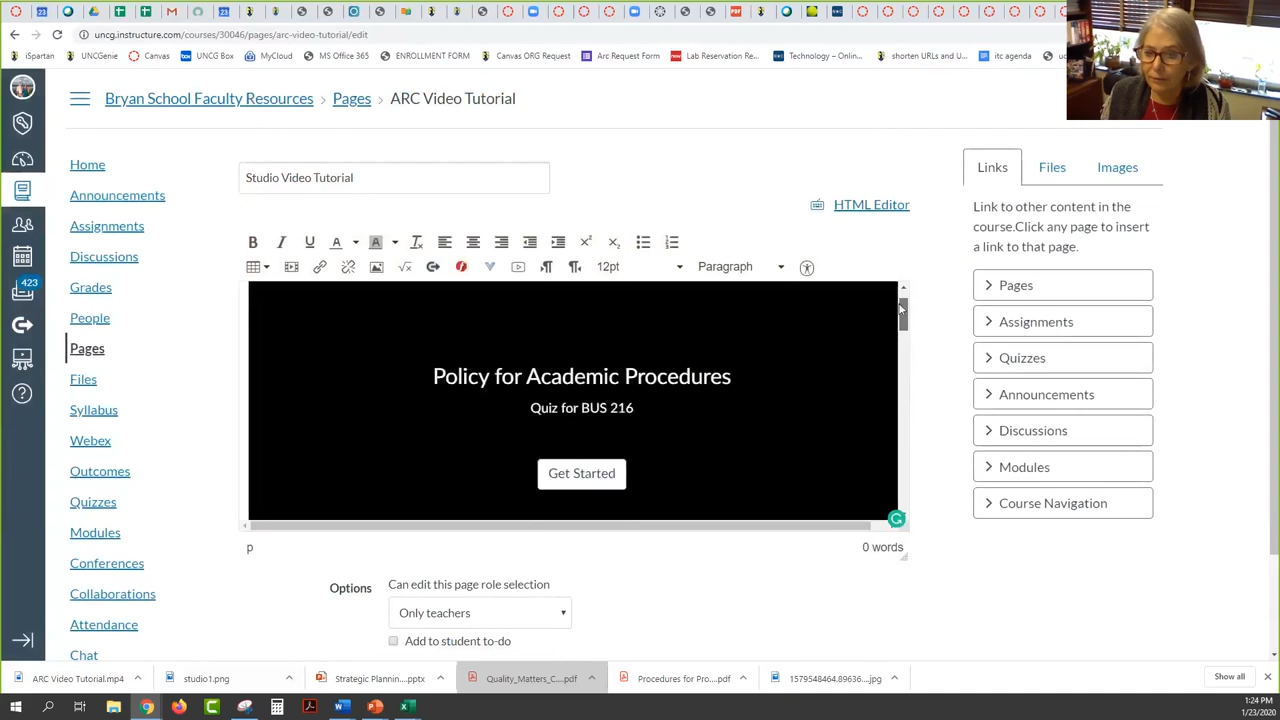 uncg.instructure.com/courses/30046/pages/arc-video-tutorial/edit
iSpartan UNCGenie Canvas UNCG Box MyCloud MS Office 365 ENROLLMENT FORM Canvas ORG Request Arc Request Form Lab Reservation Re... Technology – Onlin... shorten URLs and U... itc agenda
Bryan School Faculty Resources > Pages > ARC Video Tutorial
Home
Announcements
Assignments
Discussions
Grades
People
Pages
Files
Syllabus
Webex
Outcomes
Quizzes
Modules
Conferences
Collaborations
Attendance
Chat
423
Studio Video Tutorial
HTML Editor
12pt Paragraph
Policy for Academic Procedures
Quiz for BUS 216
Get Started
p 0 words
Options Can edit this page role selection
Only teachers
Add to student to-do
Links Files Images
Link to other content in the
course.Click any page to insert
a link to that page.
Pages
Assignments
Quizzes
Announcements
Discussions
Modules
Course Navigation
ARC Video Tutorial.mp4 studio1.png Strategic Plannin....pptx Quality_Matters_C....pdf Procedures for Pro....pdf 1579548464.89636....jpg Show all
1:24 PM
1/23/2020